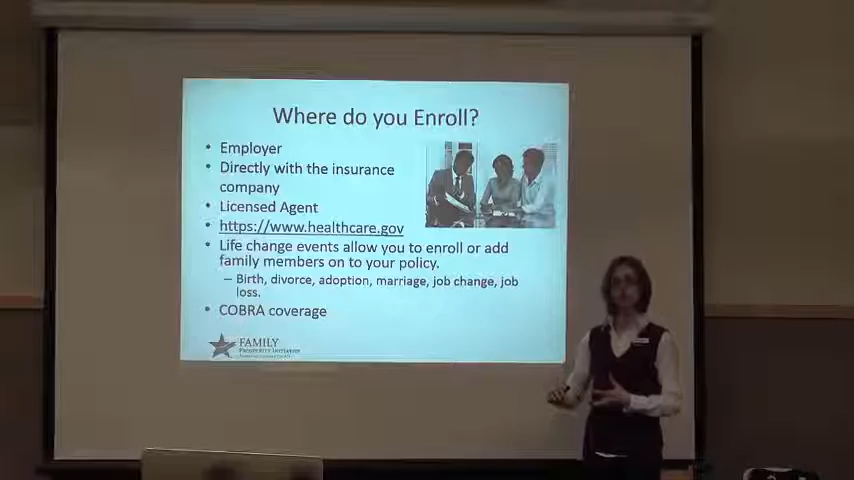 Where do you Enroll?
• Employer
• Directly with the insurance
company
• Licensed Agent
• https://www.healthcare.gov
• Life change events allow you to enroll or add
family members on to your policy.
– Birth, divorce, adoption, marriage, job change, job
loss.
• COBRA coverage
FAMILY
PROSPERITY INITIATIVE